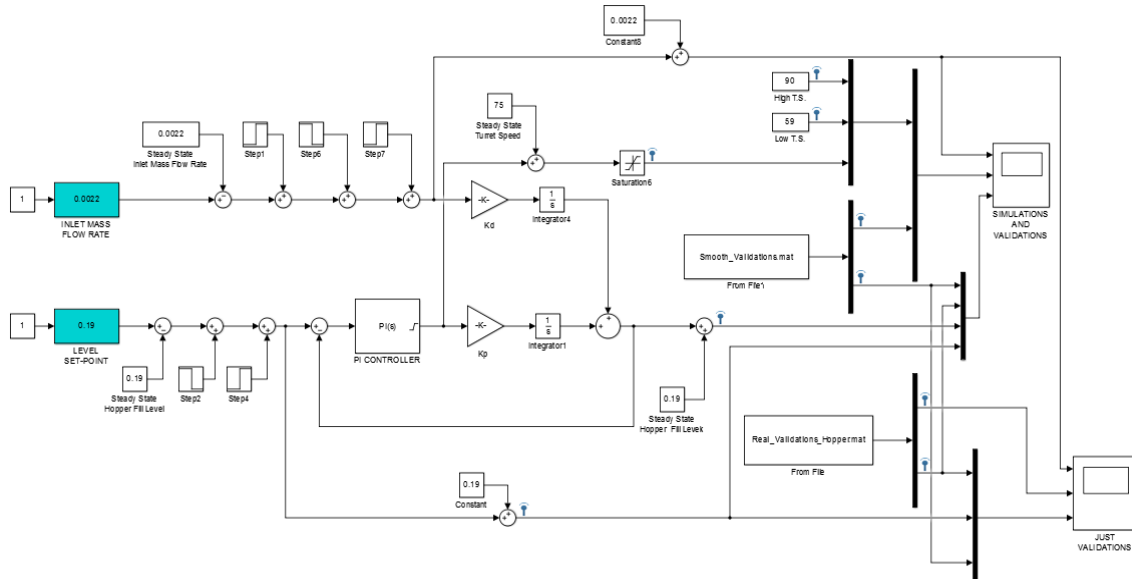 0.0022
Constant8
90
High T.S.
59
Low T.S.
75
Steady State
Turret Speed
0.0022
Steady State
Inlet Mass Flow Rate
Step1
Step6
Step7
Saturation6
SIMULATIONS
AND
VALIDATIONS
1
0.0022
INLET MASS
FLOW RATE
-K-
Kd
1
s
Integrator4
Smooth_Validations.mat
From File1
1
0.19
LEVEL
SET-POINT
PI(s)
PI CONTROLLER
-K-
Kp
1
s
Integrator1
0.19
Steady State
Hopper Fill Level
Step2
Step4
0.19
Steady State
Hopper Fill Levelk
Real_Validations_Hopper.mat
From File
0.19
Constant
JUST
VALIDATIONS